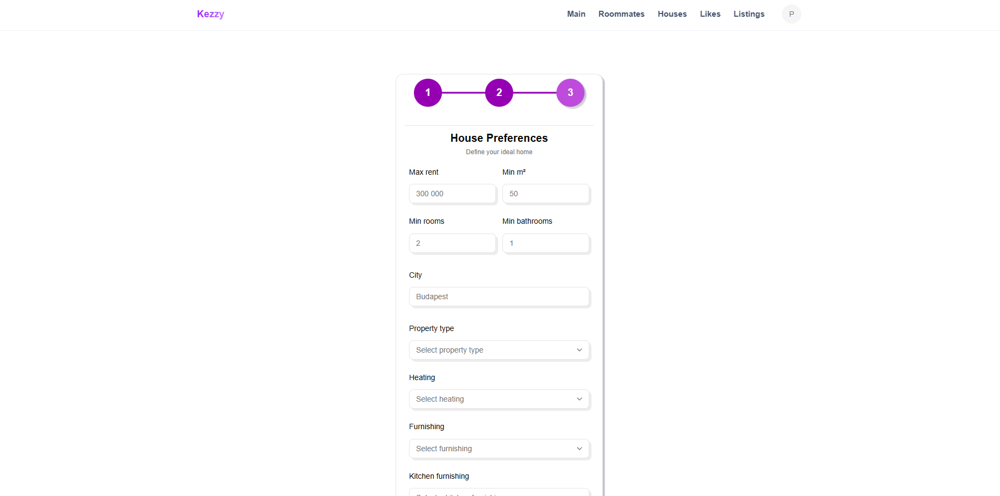 Kezzy
Main Roommates Houses Likes Listings P
1 2 3
House Preferences
Define your ideal home
Max rent Min m²
300 000 50
Min rooms Min bathrooms
2 1
City
Budapest
Property type
Select property type
Heating
Select heating
Furnishing
Select furnishing
Kitchen furnishing